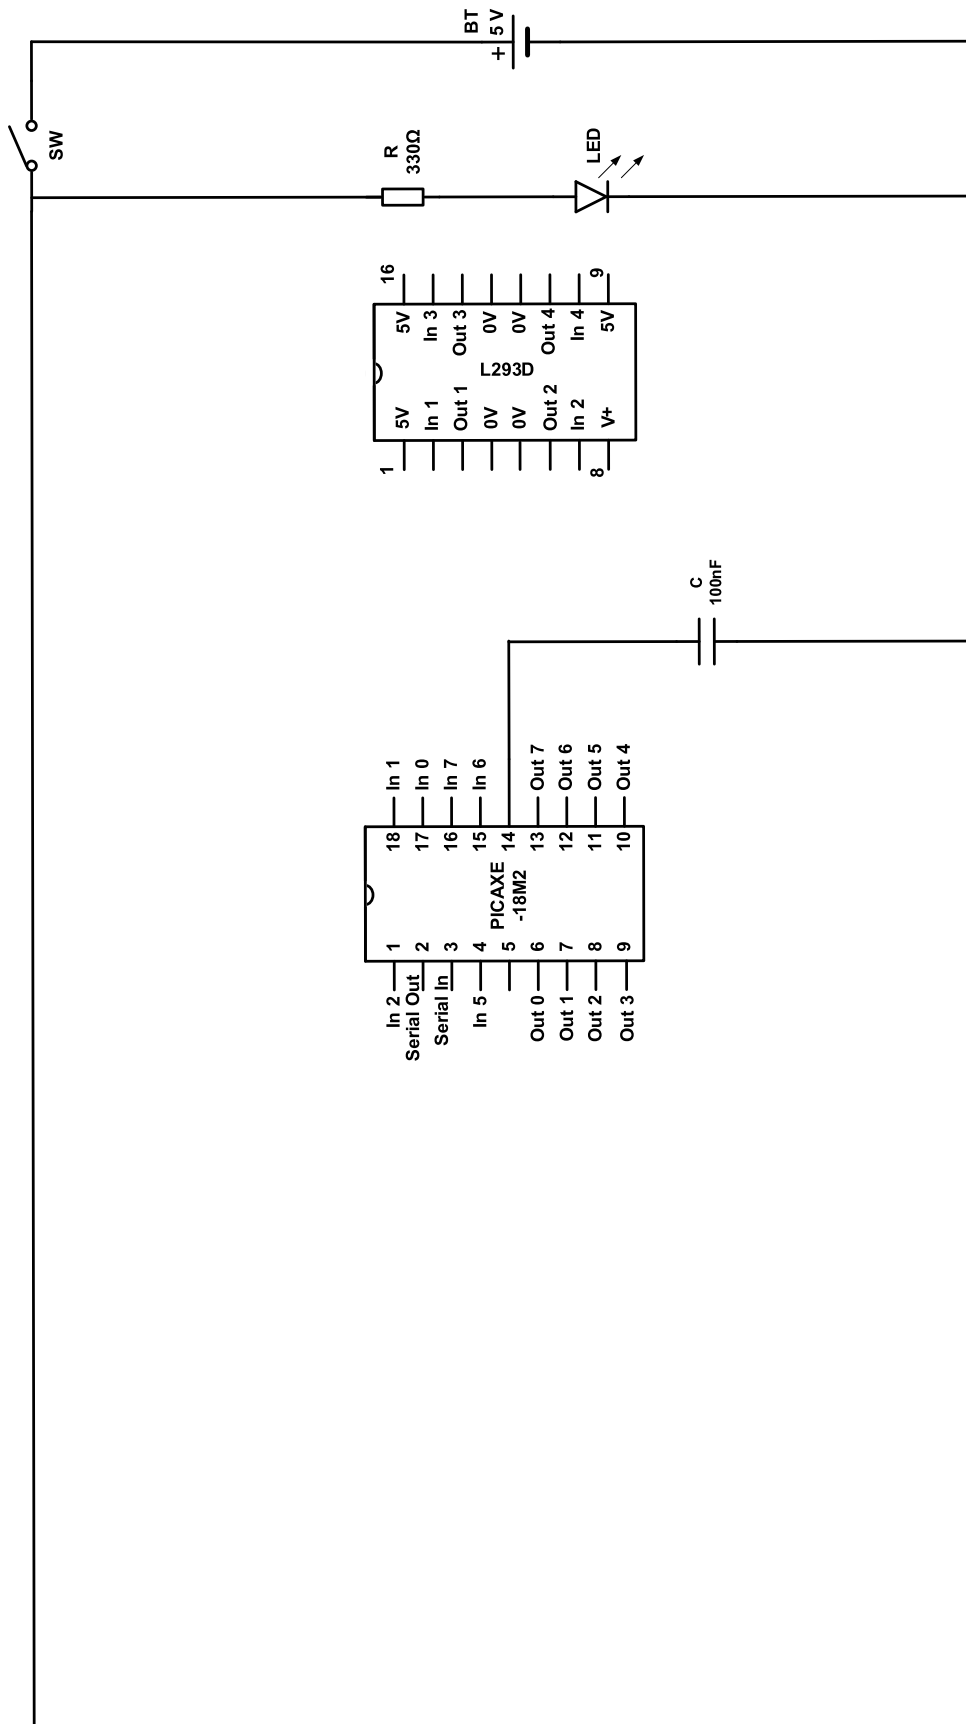 BT
5 V
+
SW
R
330Ω
LED
16
9
5V
In 3
Out 3
0V
0V
Out 4
In 4
5V
L293D
5V
In 1
Out 1
0V
0V
Out 2
In 2
V+
1
8
C
100nF
In 1
In 0
In 7
In 6
Out 7
Out 6
Out 5
Out 4
18
17
16
15
14
13
12
11
10
PICAXE
-18M2
1
2
3
4
5
6
7
8
9
In 2
Serial Out
Serial In
In 5
Out 0
Out 1
Out 2
Out 3